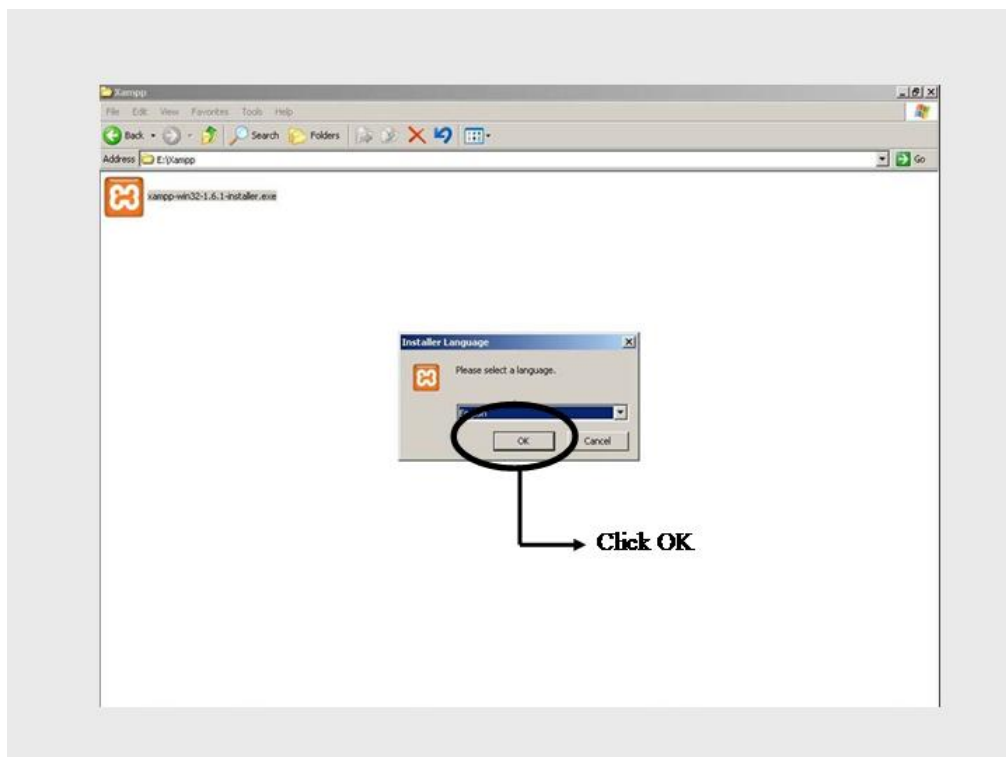 Xampp
File Edit View Favorites Tools Help
Back Search Folders
Address E:\Xampp Go
xampp-win32-1.6.1-installer.exe
Installer Language
Please select a language.
OK Cancel
Click OK